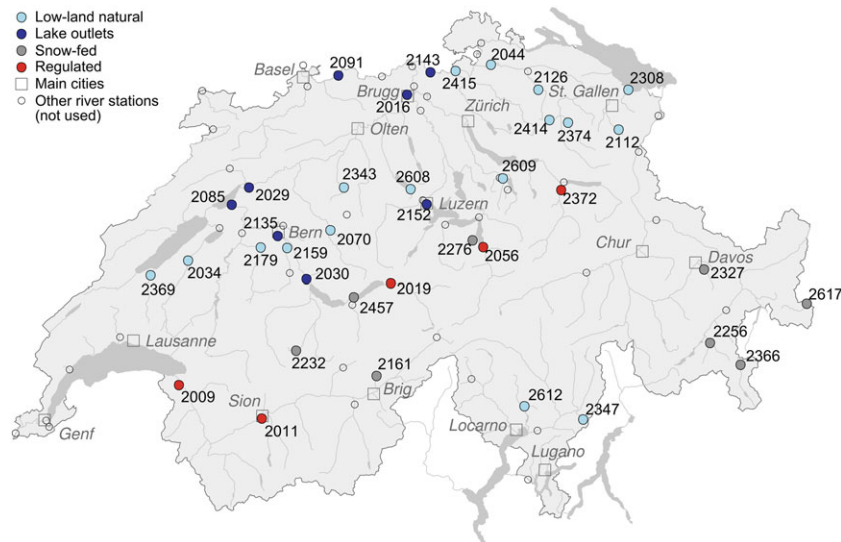 Low-land natural
Lake outlets
Snow-fed
Regulated
Main cities
Other river stations
(not used)
2091
2143
2044
Basel
2415
2126
2308
Brugg
2016
St. Gallen
Zürich
Olten
2414
2374
2112
2343
2608
2609
2029
2085
2152
Luzern
2372
2135
Bern
2070
2276
2056
Chur
2179
2159
Davos
2034
2327
2369
2030
2019
2457
2617
2256
Lausanne
2232
2161
2366
2009
Brig
2612
2347
Sion
2011
Locarno
Genf
Lugano